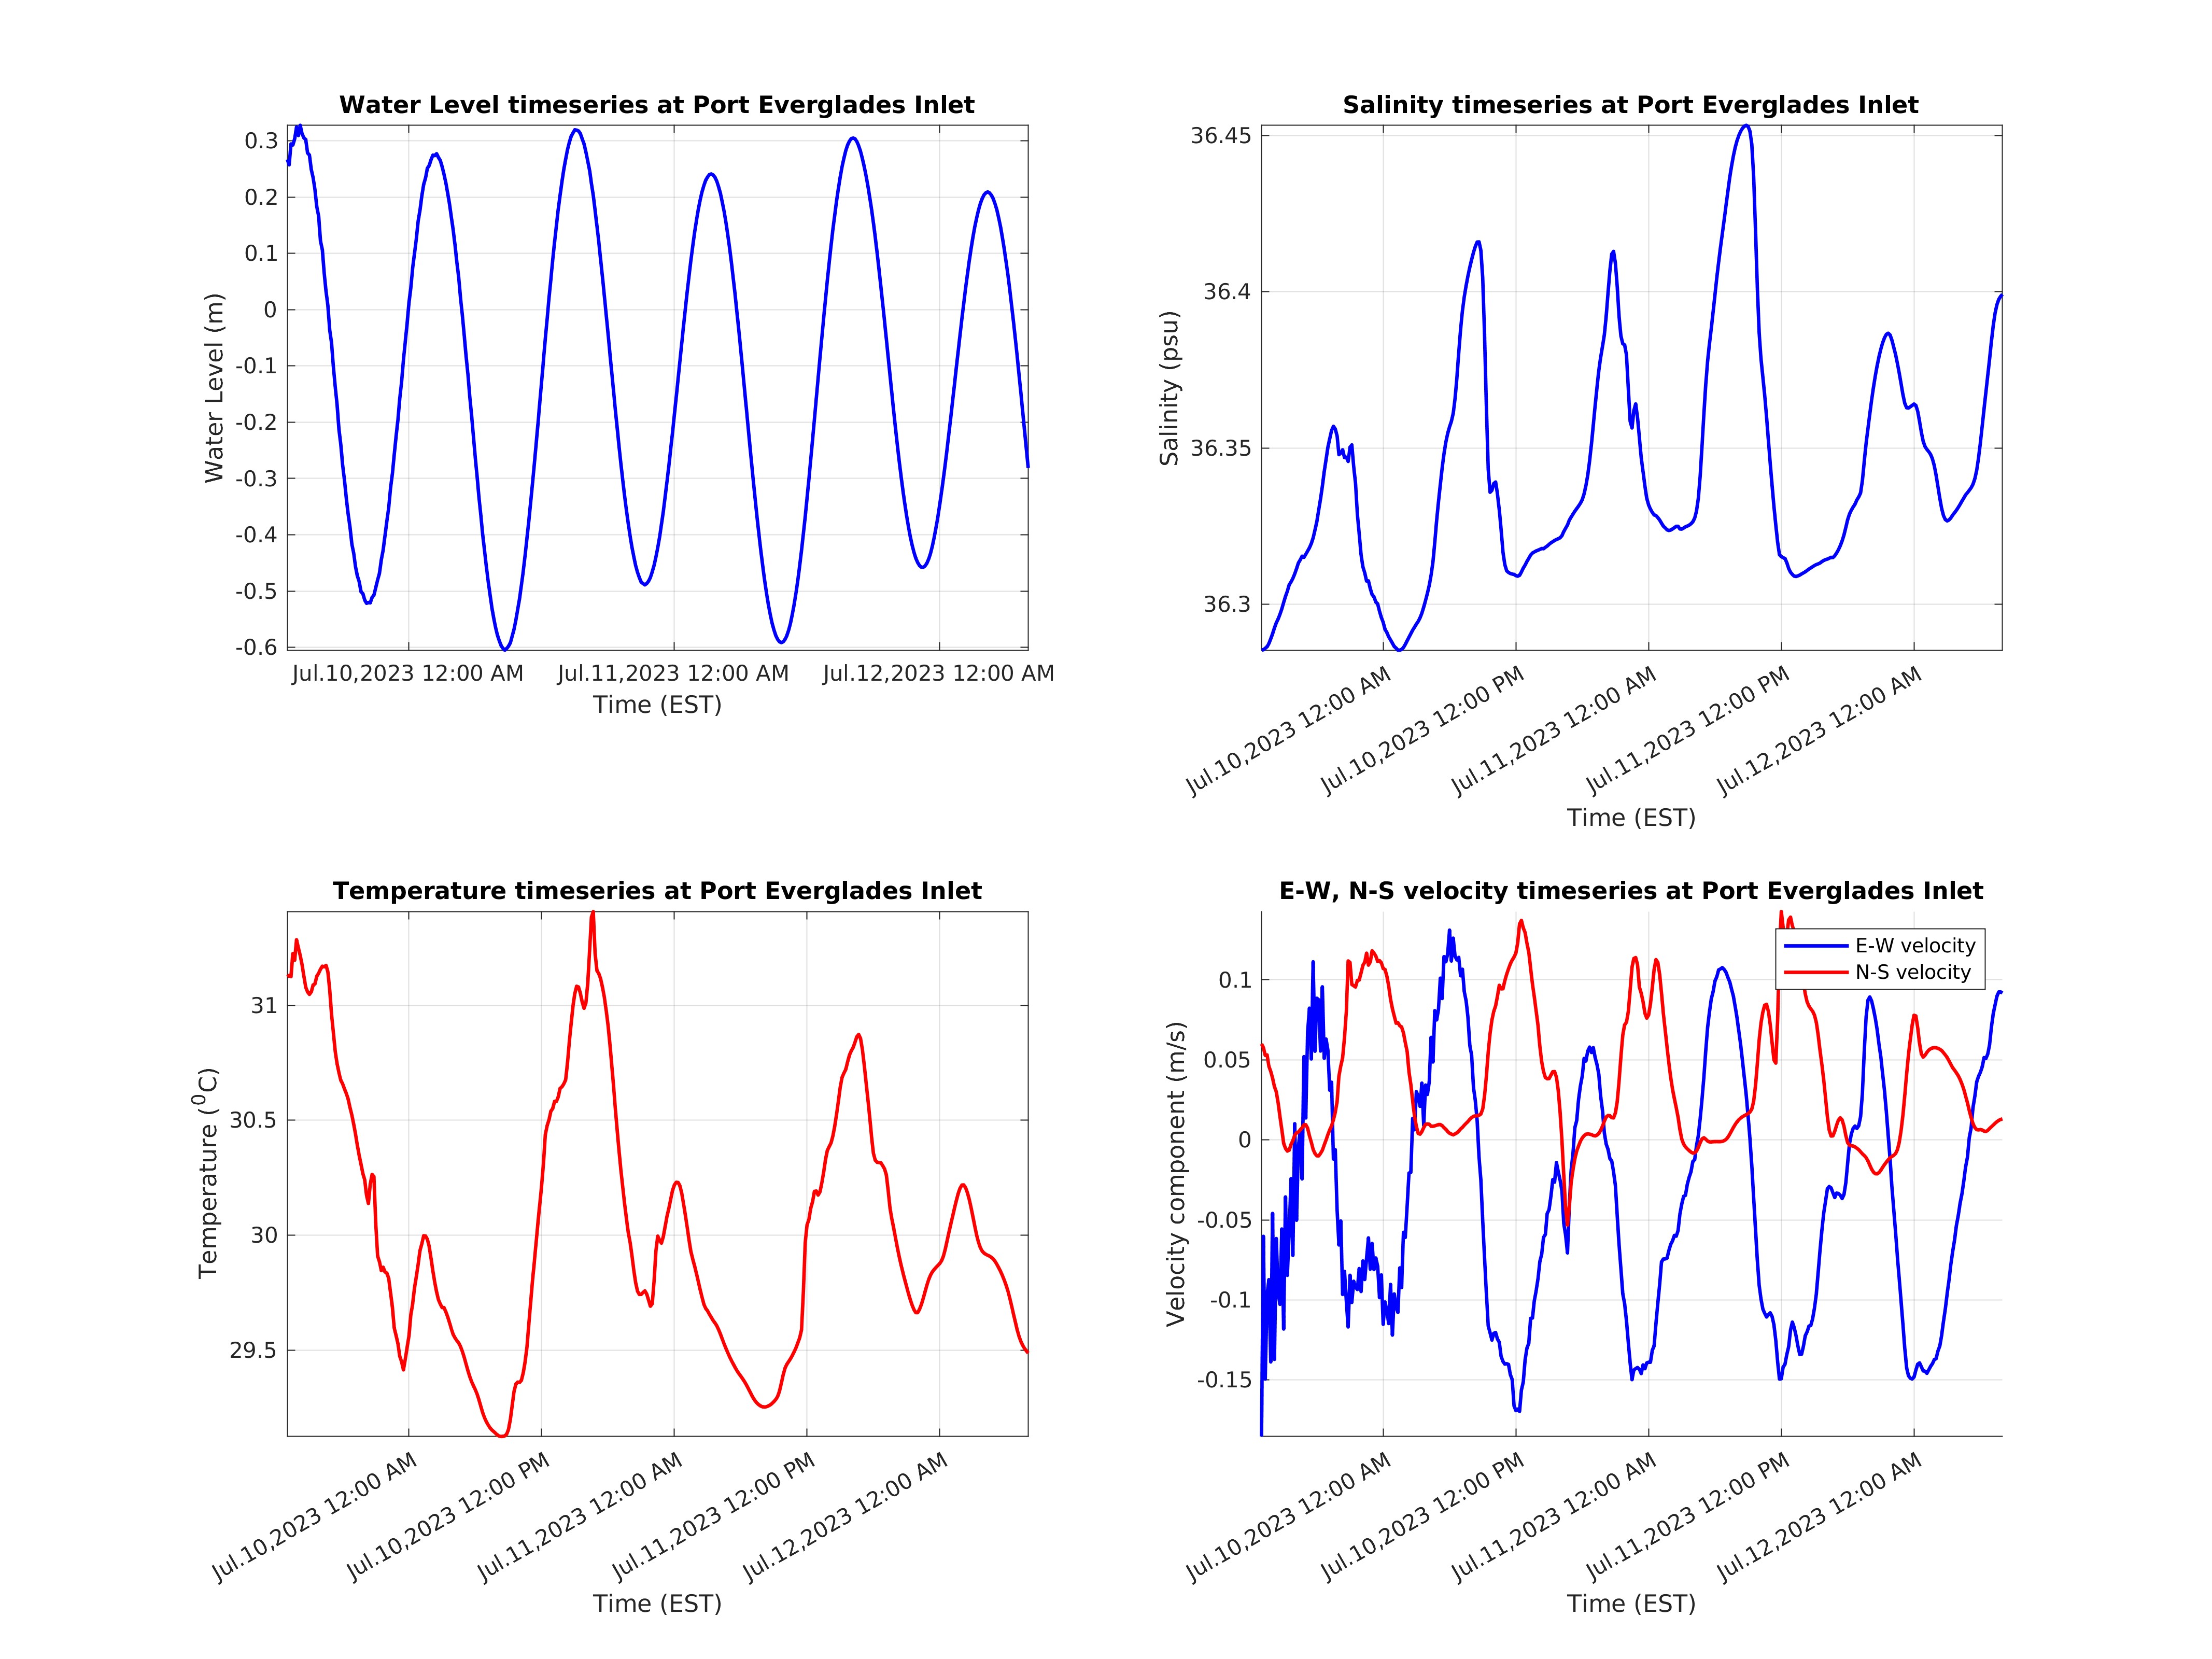 Water Level timeseries at Port Everglades Inlet
0.3
0.2
0.1
0
-0.1
-0.2
-0.3
-0.4
-0.5
-0.6
Water Level (m)
Jul.10,2023 12:00 AM
Jul.11,2023 12:00 AM
Jul.12,2023 12:00 AM
Time (EST)
Salinity timeseries at Port Everglades Inlet
36.45
36.4
36.35
36.3
Salinity (psu)
Jul.10,2023 12:00 AM
Jul.10,2023 12:00 PM
Jul.11,2023 12:00 AM
Jul.11,2023 12:00 PM
Jul.12,2023 12:00 AM
Time (EST)
Temperature timeseries at Port Everglades Inlet
31
30.5
30
29.5
Temperature (⁰C)
Jul.10,2023 12:00 AM
Jul.10,2023 12:00 PM
Jul.11,2023 12:00 AM
Jul.11,2023 12:00 PM
Jul.12,2023 12:00 AM
Time (EST)
E-W, N-S velocity timeseries at Port Everglades Inlet
E-W velocity
N-S velocity
0.1
0.05
0
-0.05
-0.1
-0.15
Velocity component (m/s)
Jul.10,2023 12:00 AM
Jul.10,2023 12:00 PM
Jul.11,2023 12:00 AM
Jul.11,2023 12:00 PM
Jul.12,2023 12:00 AM
Time (EST)